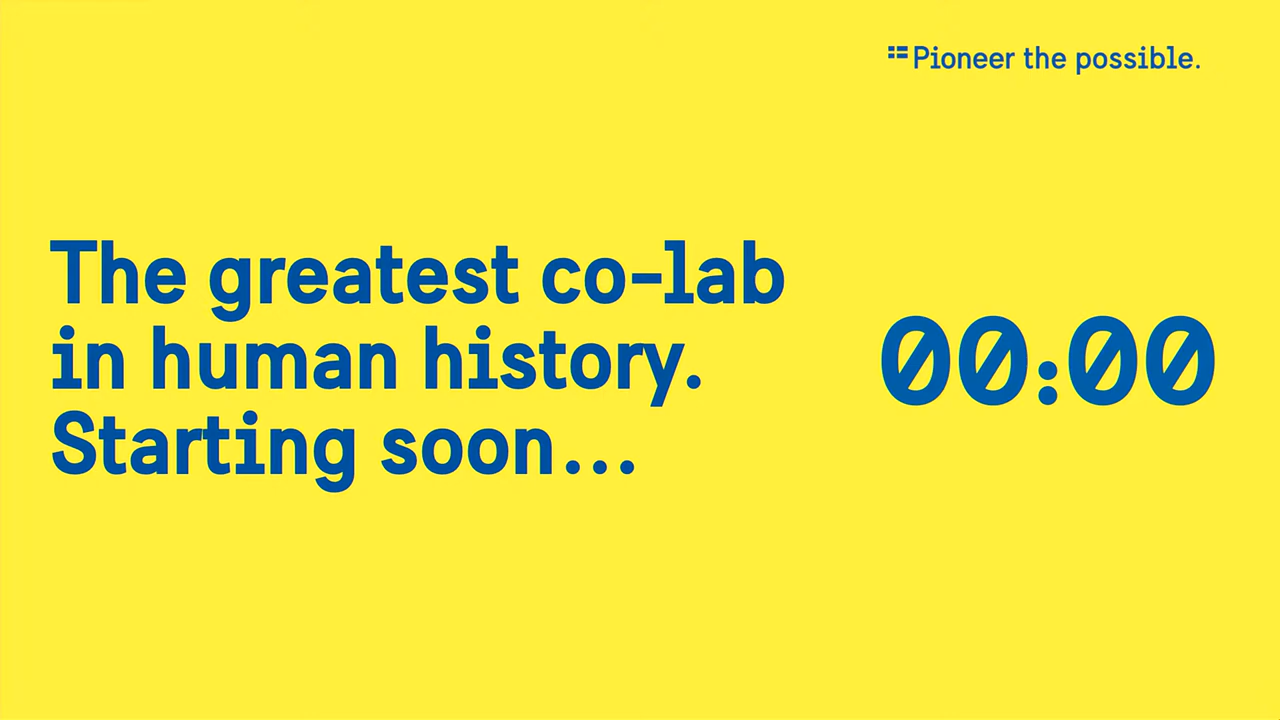 Pioneer the possible.
The greatest co-lab
in human history.
Starting soon...
00:00